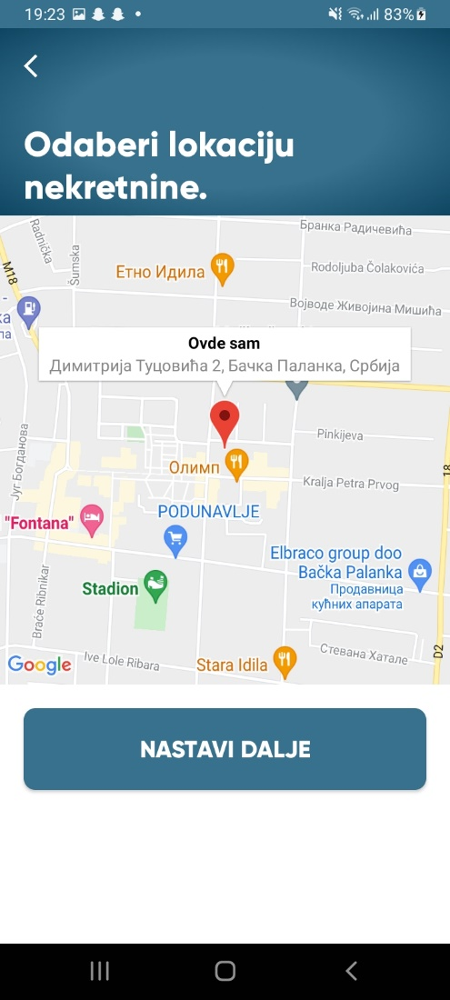 19:23
83%
Odaberi lokaciju
nekretnine.
Бранка Радичевића
Radnička
Šumska
M18
Етно Идила
Rodoljuba Čolakovića
Војводе Живојина Мишића
Ovde sam
Димитрија Туцовића 2, Бачка Паланка, Србија
Pinkijeva
Југ Богданова
Олимп
18
Kralja Petra Prvog
PODUNAVLJE
"Fontana"
Elbraco group doo
Bačka Palanka
Продавница
кућних апарата
Braće Ribnikar
Stadion
Стевана Хатале
D2
Google
Ive Lole Ribara
Stara Idila
NASTAVI DALJE